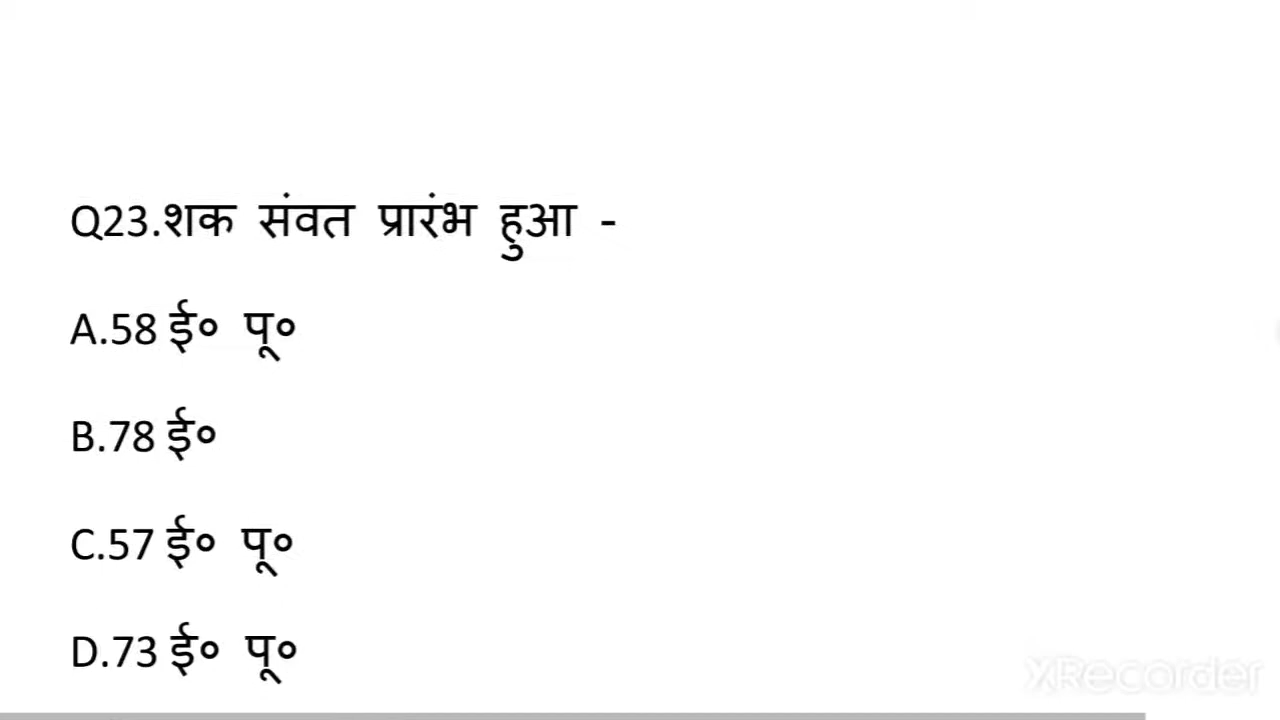 Q23.शक संवत प्रारंभ हुआ -
A.58 ई० पू०
B.78 ई०
C.57 ई० पू०
D.73 ई० पू०
XRecorder